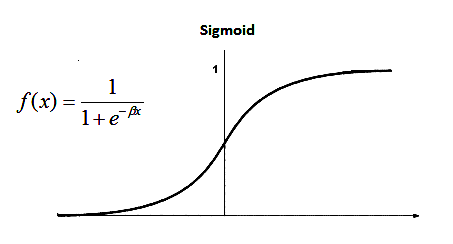 Sigmoid
1
f(x) = 1 / (1 + e^{-βx})